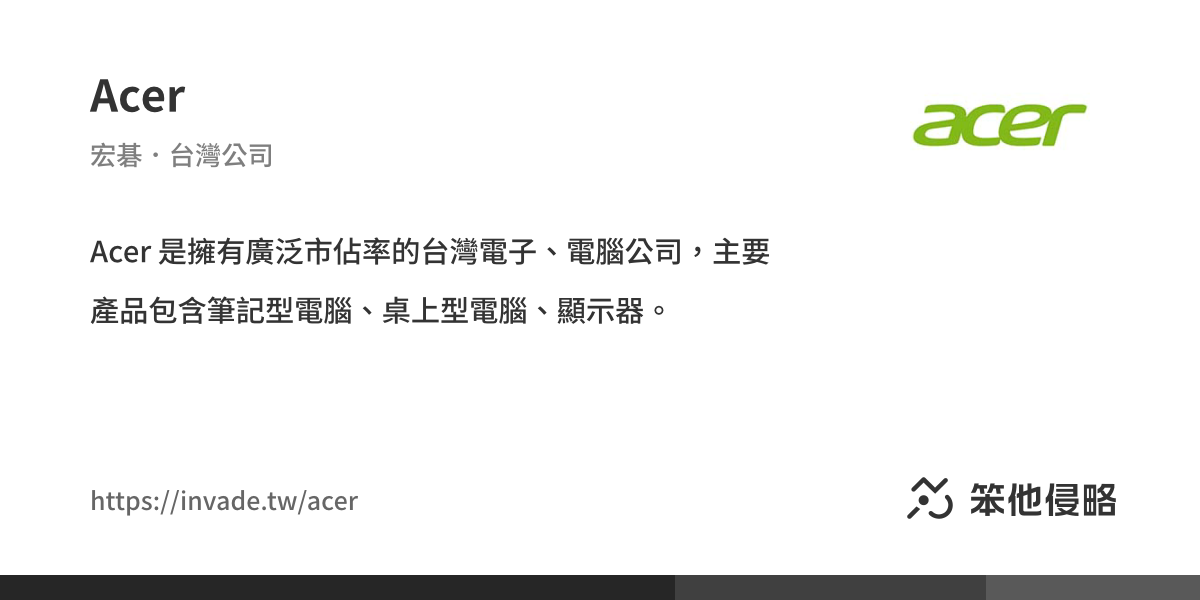 Acer
acer
宏碁．台灣公司
Acer 是擁有廣泛市佔率的台灣電子、電腦公司，主要
產品包含筆記型電腦、桌上型電腦、顯示器。
https://invade.tw/acer
笨他侵略